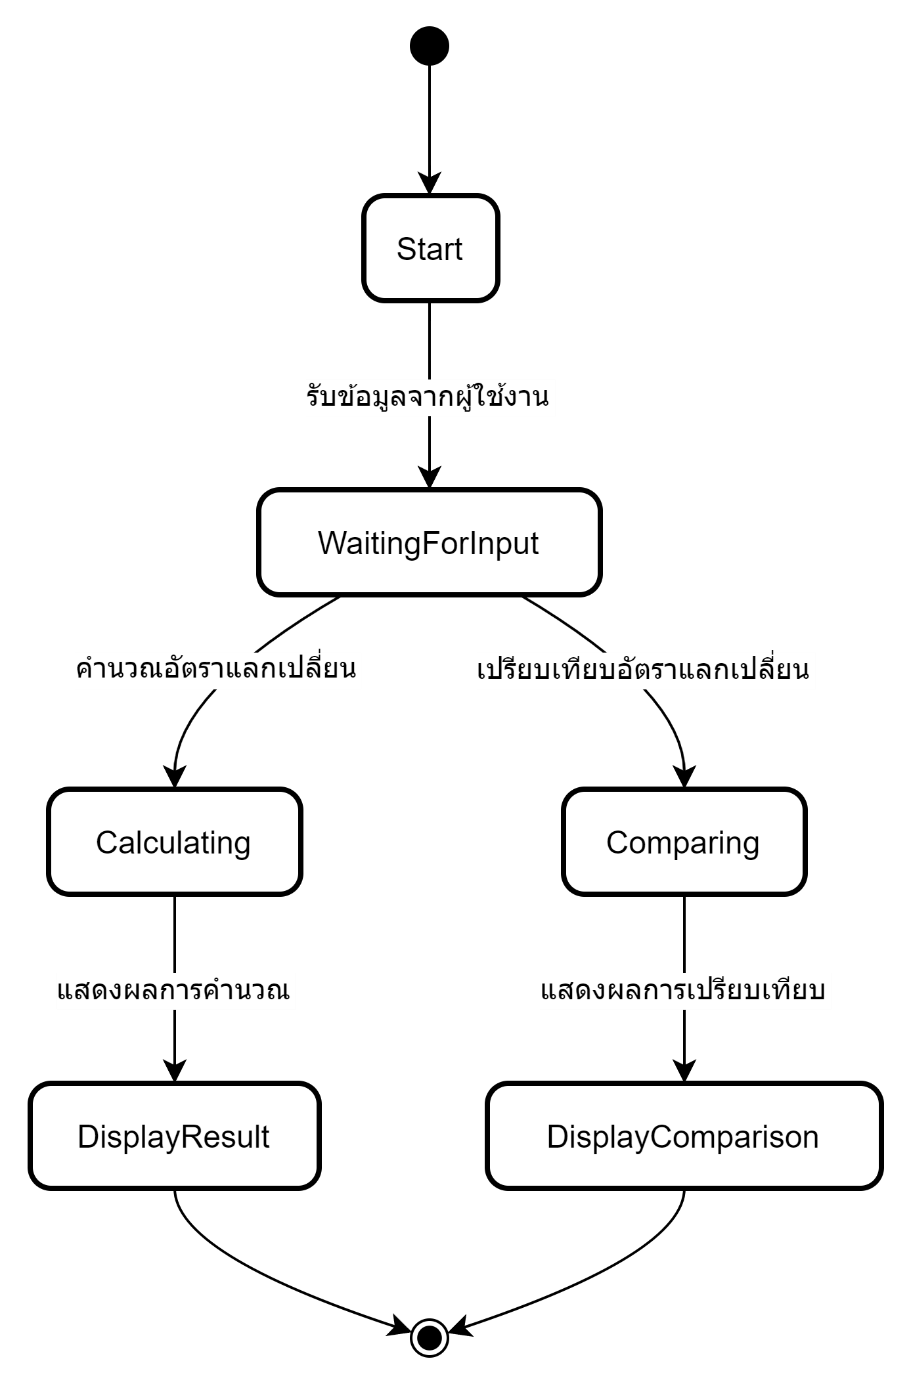 Start
รับข้อมูลจากผู้ใช้งาน
WaitingForInput
คำนวณอัตราแลกเปลี่ยน
เปรียบเทียบอัตราแลกเปลี่ยน
Calculating
Comparing
แสดงผลการคำนวณ
แสดงผลการเปรียบเทียบ
DisplayResult
DisplayComparison